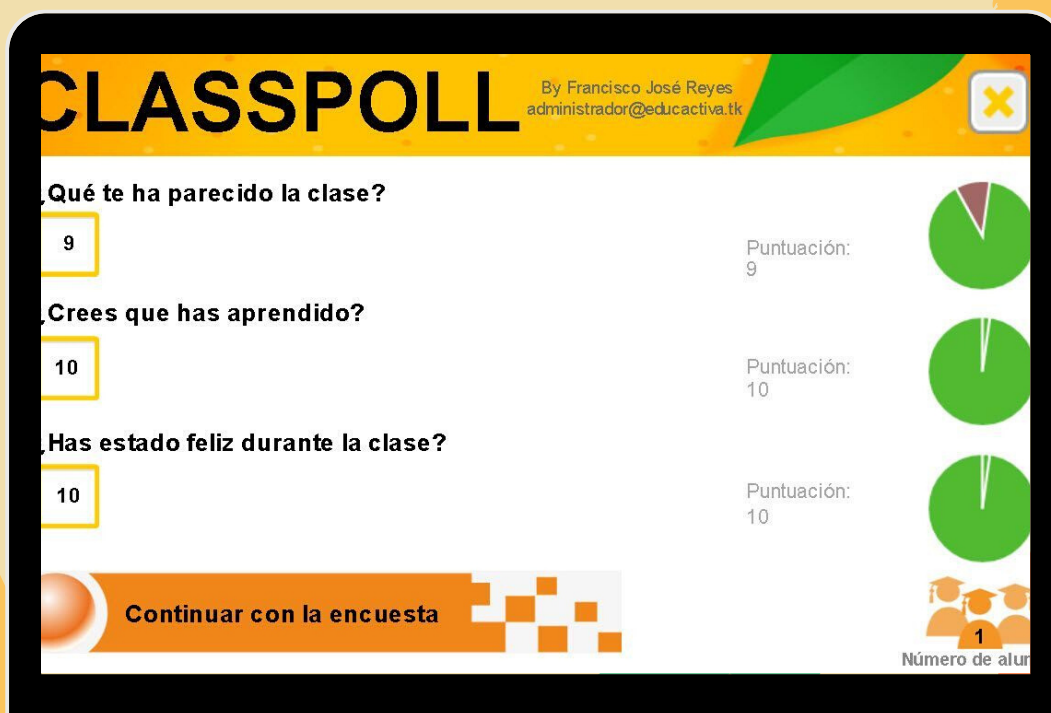 CLASSPOLL
By Francisco José Reyes
administrador@educactiva.tk
¿Qué te ha parecido la clase?
9
Puntuación:
9
¿Crees que has aprendido?
10
Puntuación:
10
¿Has estado feliz durante la clase?
10
Puntuación:
10
Continuar con la encuesta
1
Número de alur